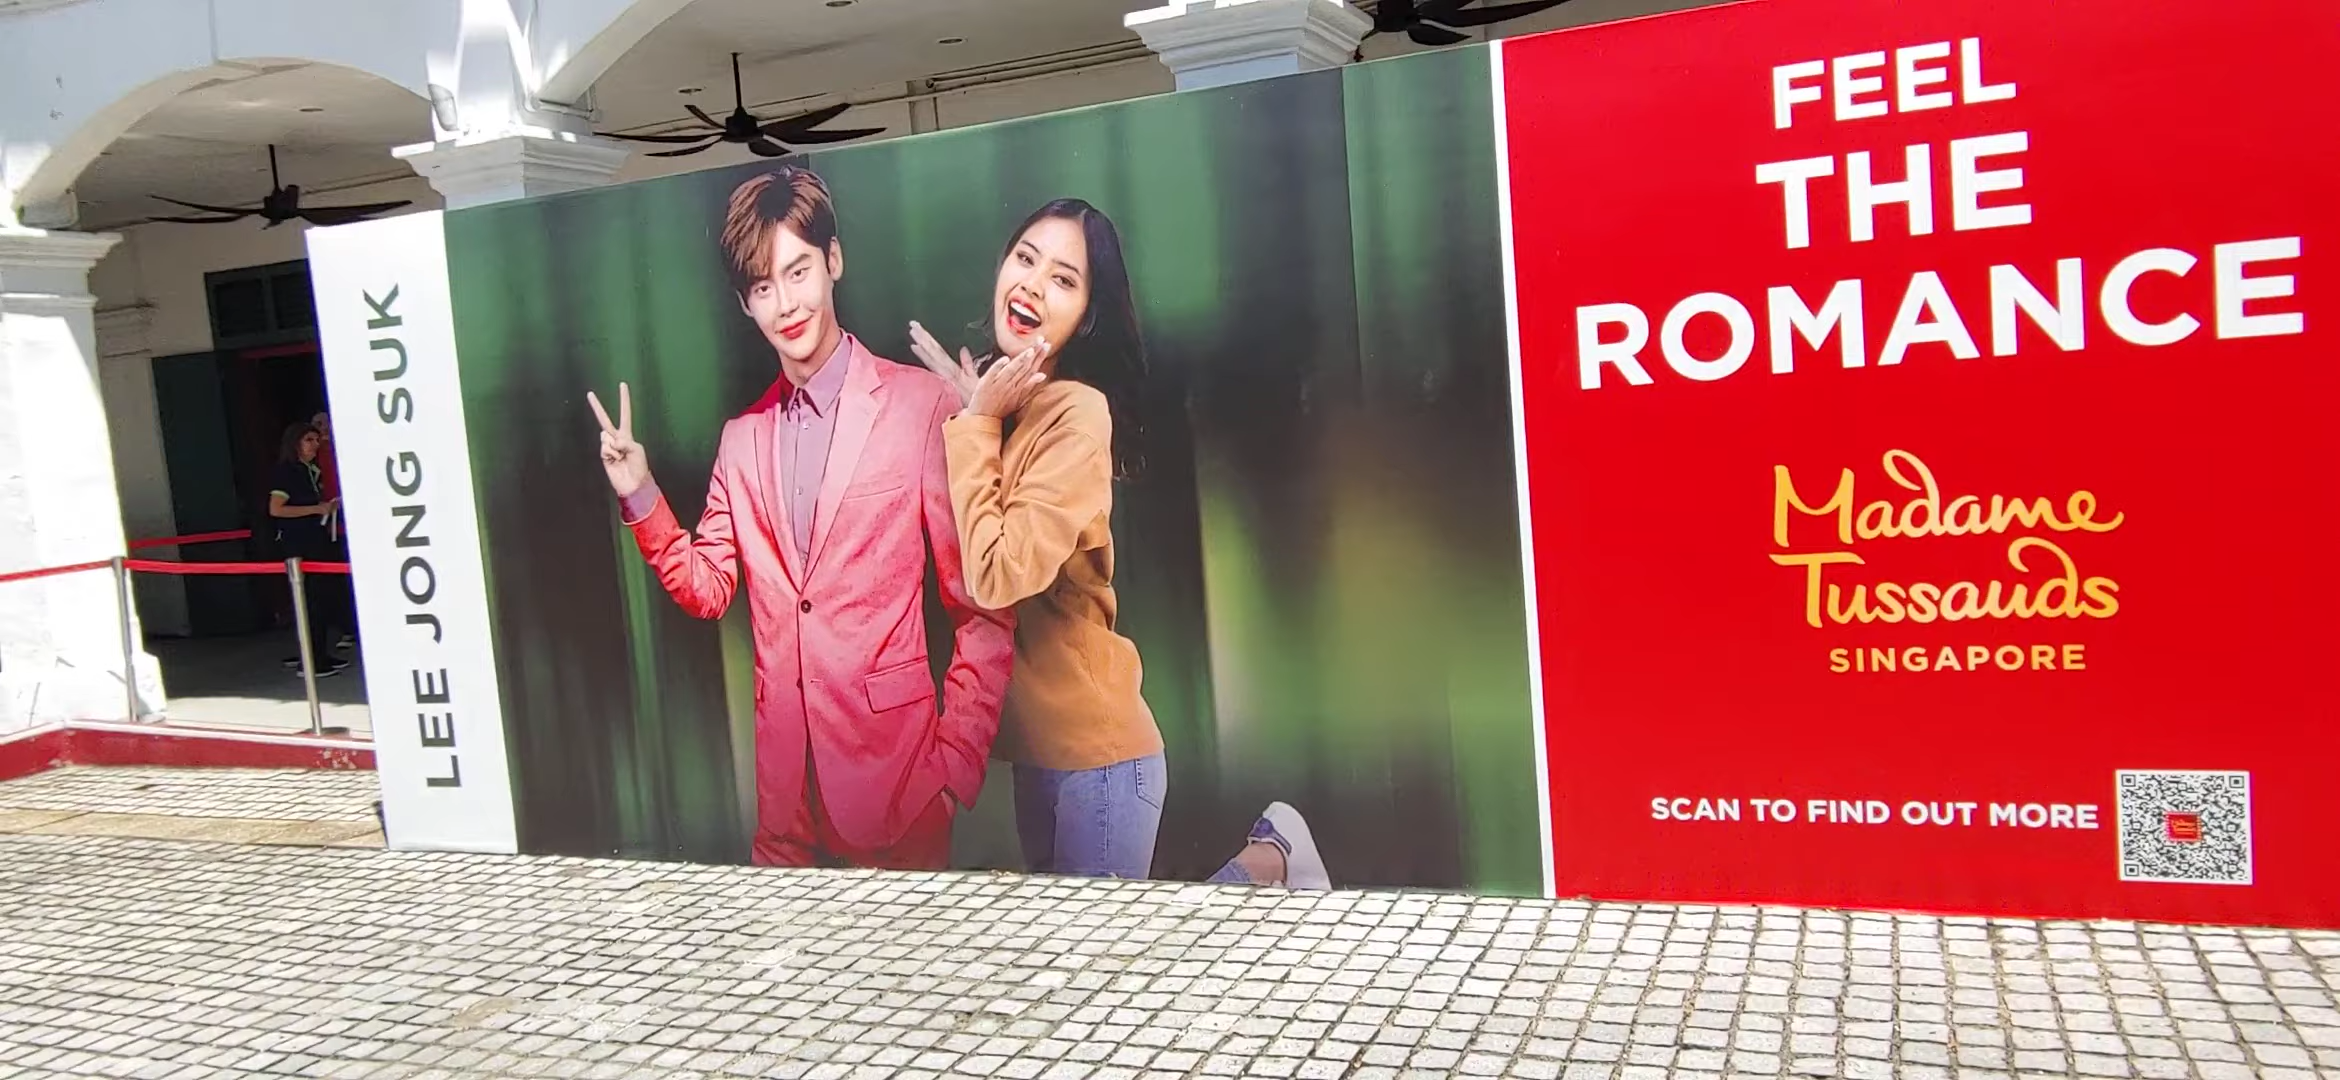 LEE JONG SUK
FEEL
THE
ROMANCE
Madame
Tussauds
SINGAPORE
SCAN TO FIND OUT MORE